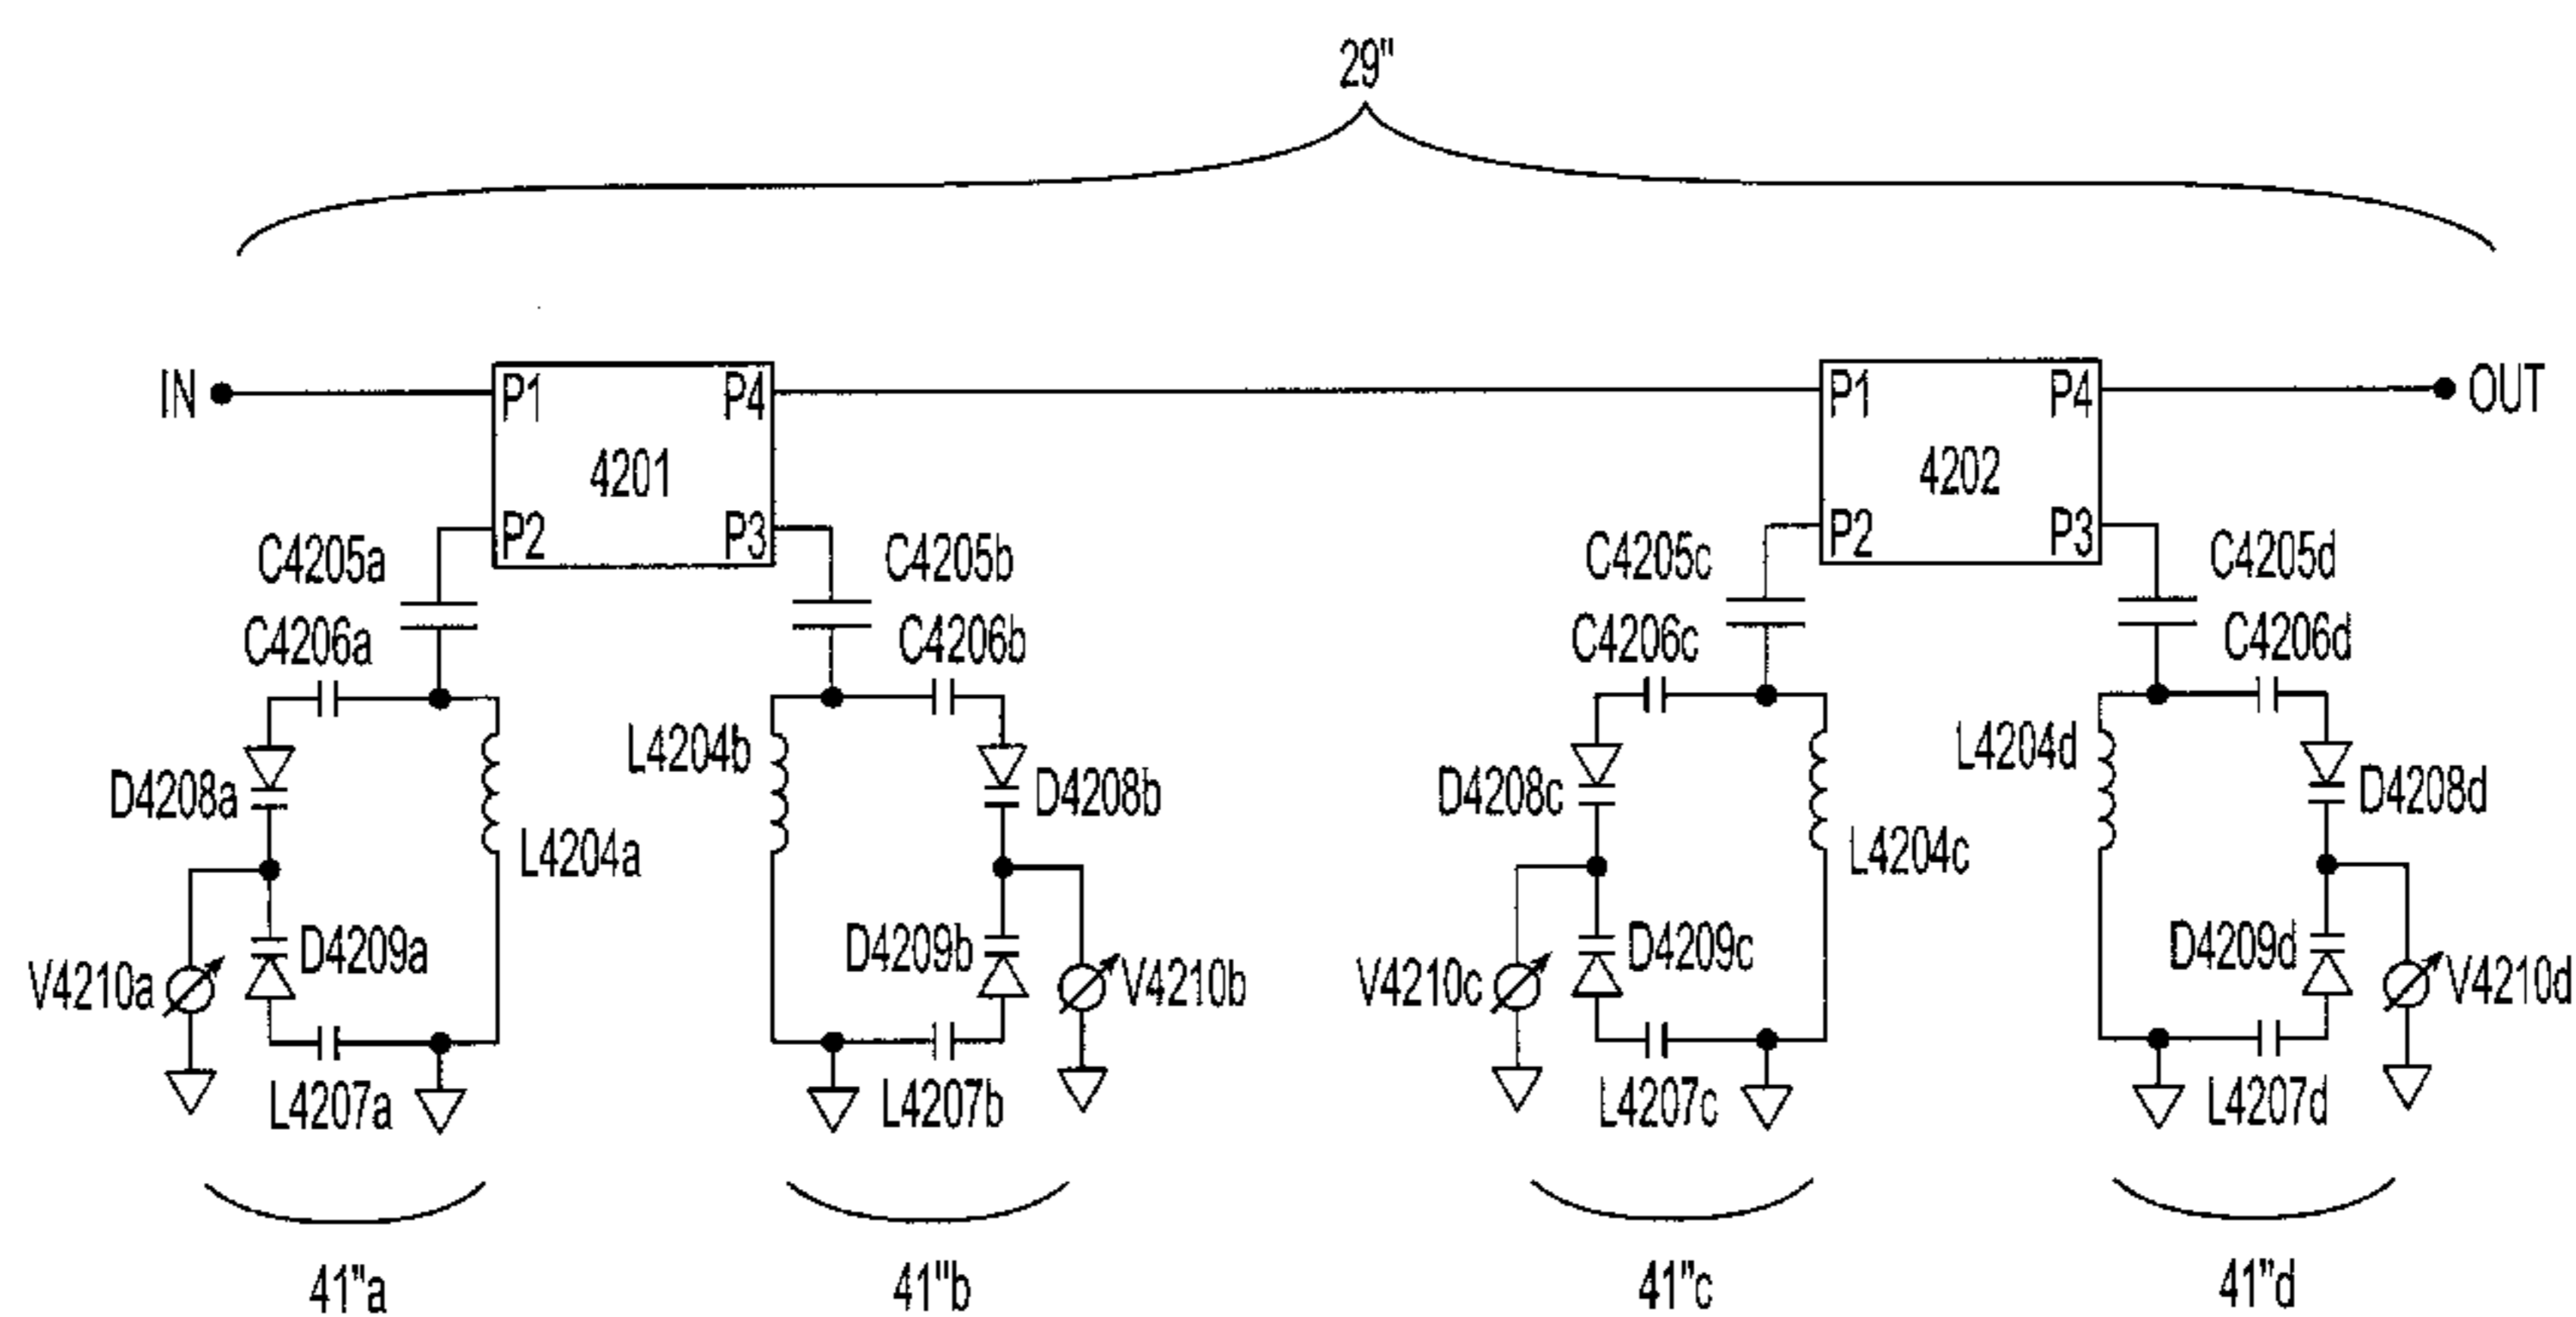 29"
IN
P1
P4
P1
P4
OUT
4201
4202
P2
P3
P2
P3
C4205a
C4205b
C4205c
C4205d
C4206a
C4206b
C4206c
C4206d
L4204b
L4204d
D4208a
D4208b
D4208c
D4208d
L4204a
L4204c
D4209a
D4209b
D4209c
D4209d
V4210a
V4210b
V4210c
V4210d
L4207a
L4207b
L4207c
L4207d
41"a
41"b
41"c
41"d